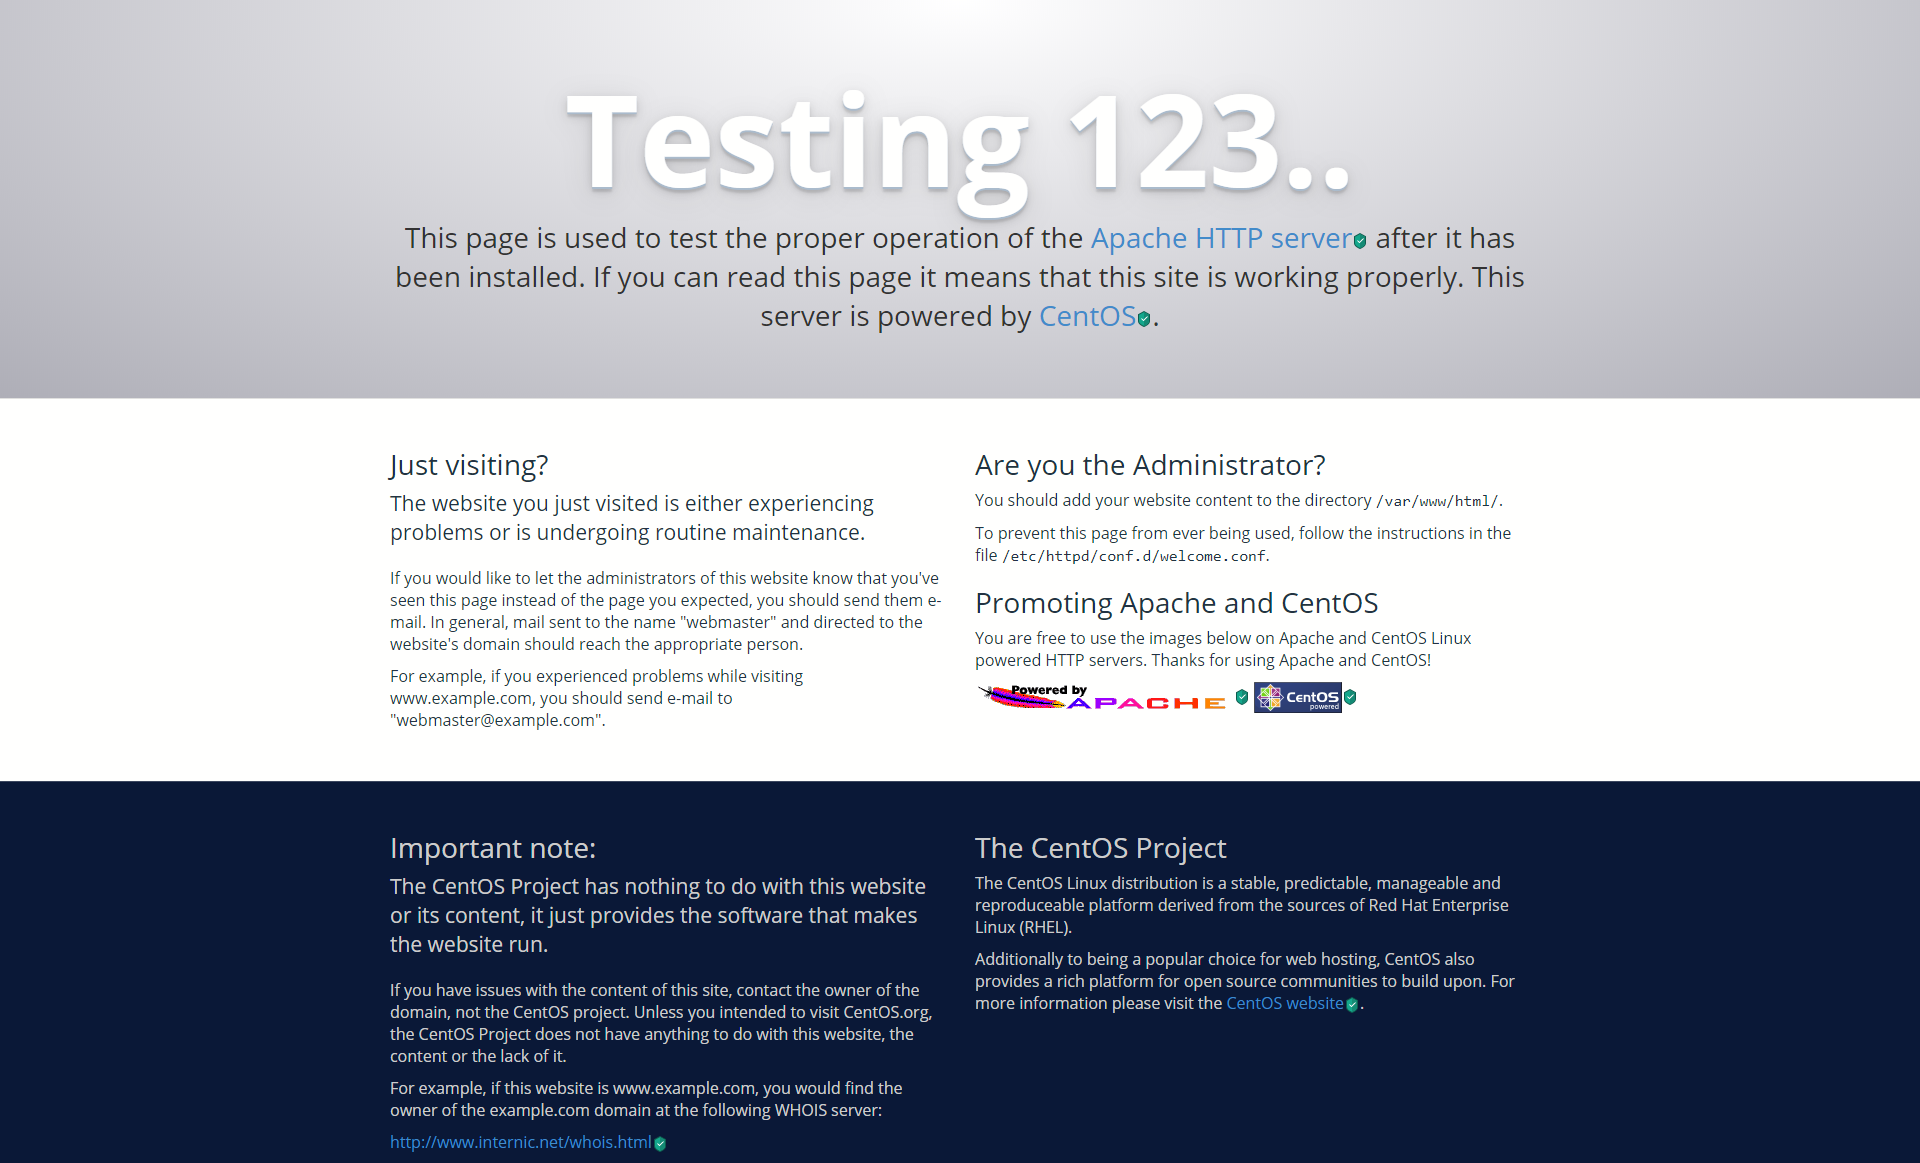 Testing 123..
This page is used to test the proper operation of the Apache HTTP server after it has
been installed. If you can read this page it means that this site is working properly. This
server is powered by CentOS.
Just visiting?
The website you just visited is either experiencing
problems or is undergoing routine maintenance.
If you would like to let the administrators of this website know that you've
seen this page instead of the page you expected, you should send them e-
mail. In general, mail sent to the name "webmaster" and directed to the
website's domain should reach the appropriate person.
For example, if you experienced problems while visiting
www.example.com, you should send e-mail to
"webmaster@example.com".
Are you the Administrator?
You should add your website content to the directory /var/www/html/.
To prevent this page from ever being used, follow the instructions in the
file /etc/httpd/conf.d/welcome.conf.
Promoting Apache and CentOS
You are free to use the images below on Apache and CentOS Linux
powered HTTP servers. Thanks for using Apache and CentOS!
Powered by
APACHE
CentOS
powered
Important note:
The CentOS Project has nothing to do with this website
or its content, it just provides the software that makes
the website run.
If you have issues with the content of this site, contact the owner of the
domain, not the CentOS project. Unless you intended to visit CentOS.org,
the CentOS Project does not have anything to do with this website, the
content or the lack of it.
For example, if this website is www.example.com, you would find the
owner of the example.com domain at the following WHOIS server:
http://www.internic.net/whois.html
The CentOS Project
The CentOS Linux distribution is a stable, predictable, manageable and
reproduceable platform derived from the sources of Red Hat Enterprise
Linux (RHEL).
Additionally to being a popular choice for web hosting, CentOS also
provides a rich platform for open source communities to build upon. For
more information please visit the CentOS website.